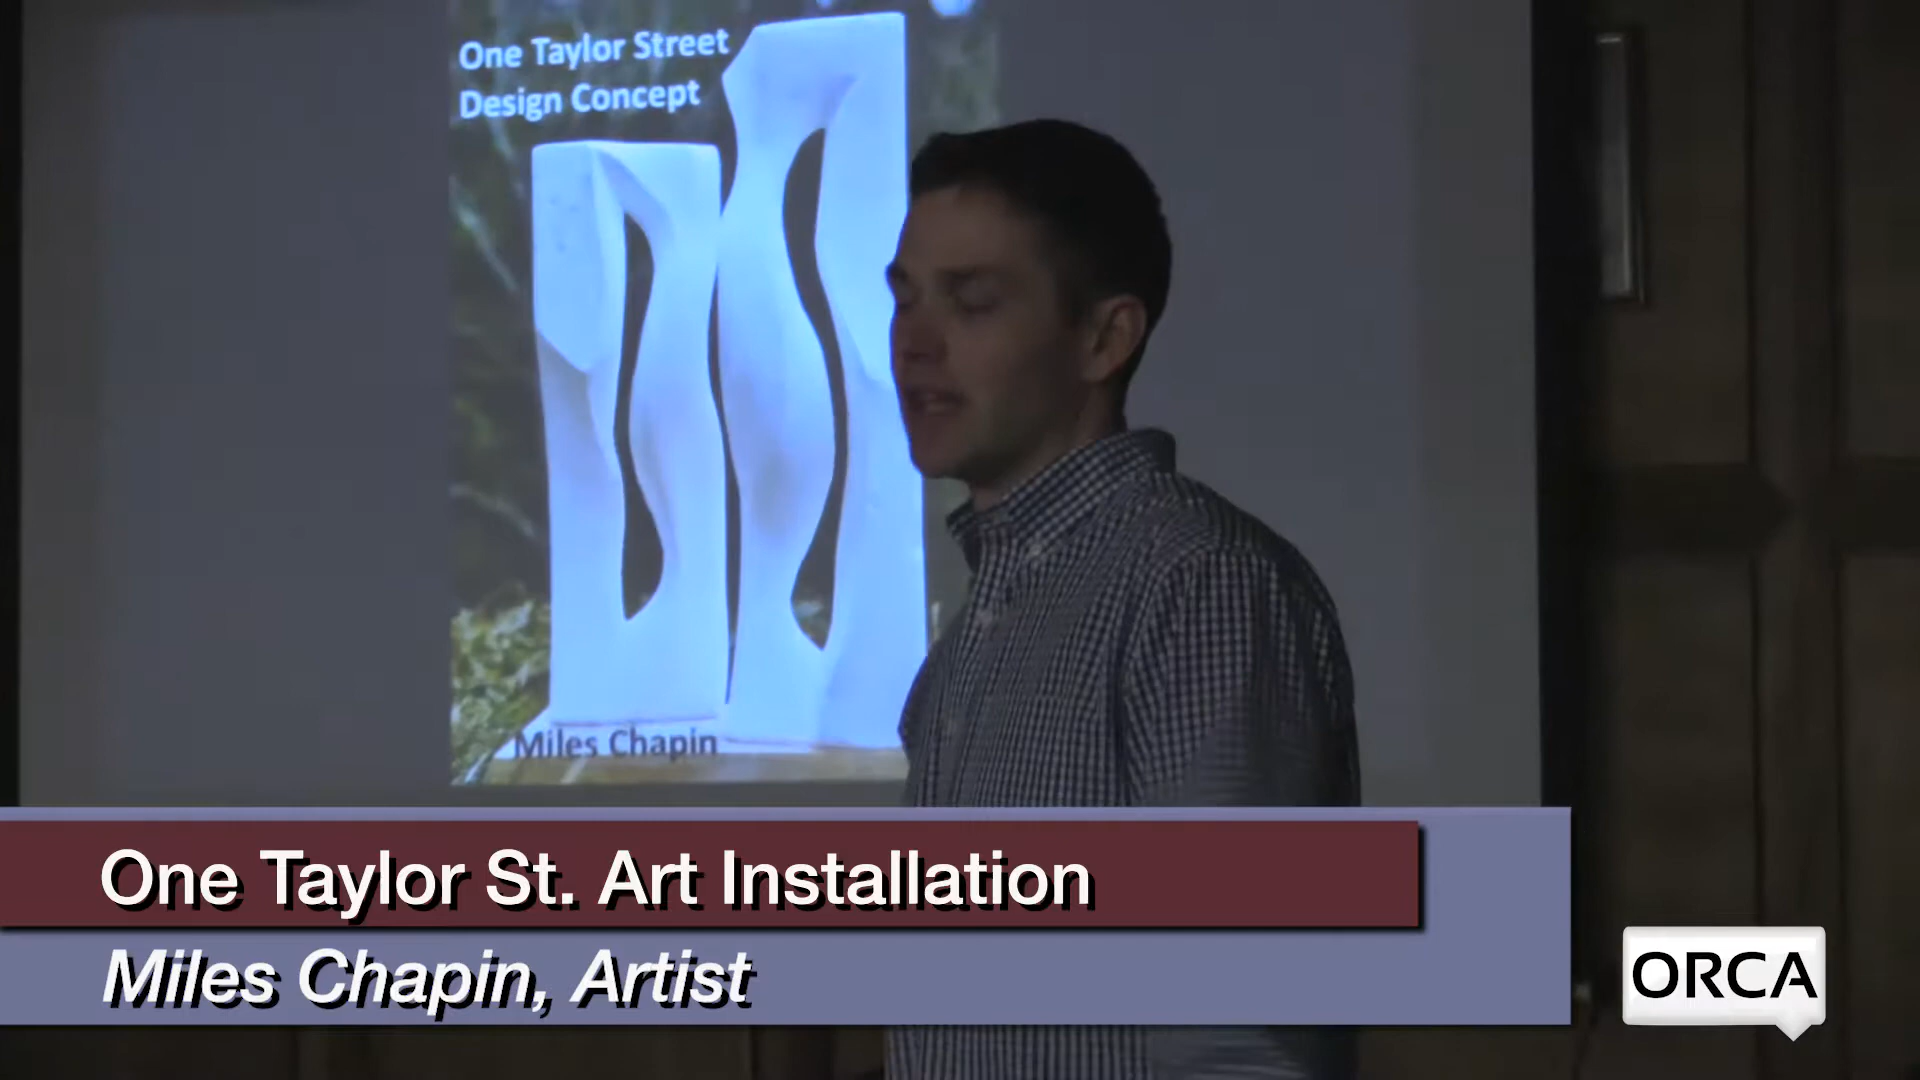 One Taylor Street
Design Concept
Miles Chapin
One Taylor St. Art Installation
Miles Chapin, Artist
ORCA